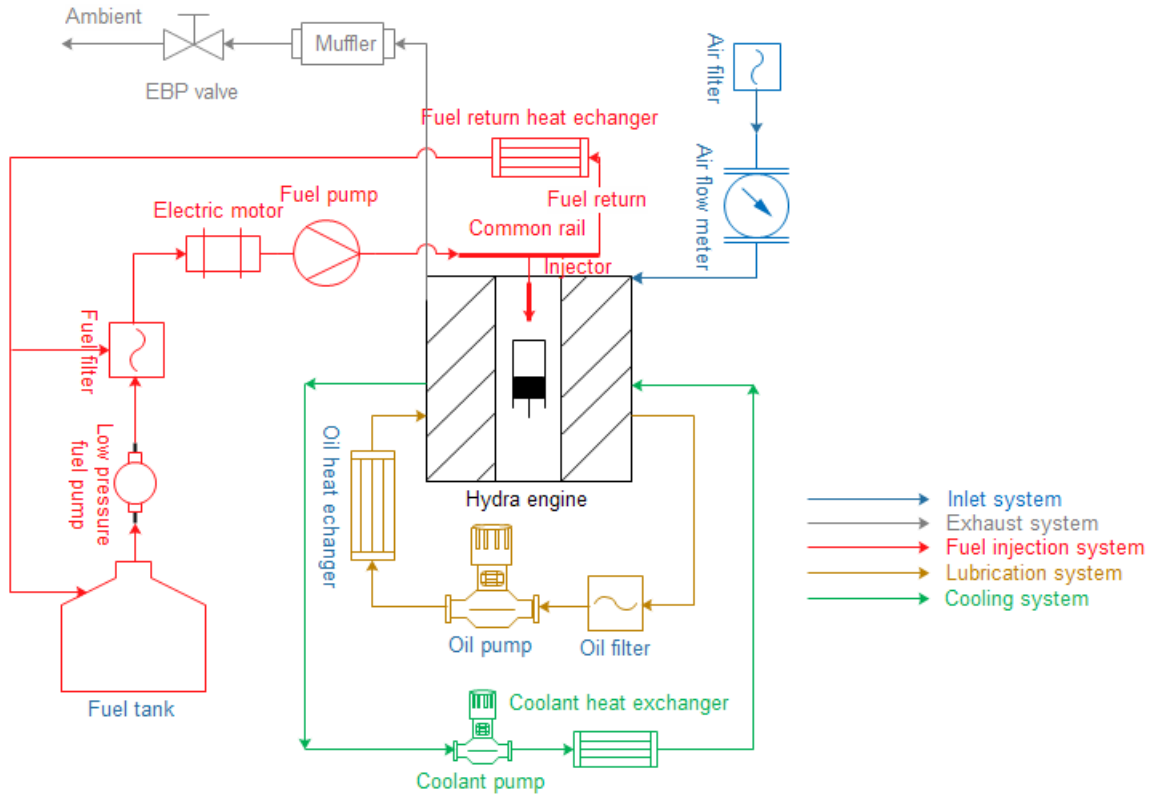 Ambient
Muffler
EBP valve
Air filter
Fuel return heat echanger
Air flow meter
Fuel pump
Fuel return
Electric motor
Common rail
Injector
Fuel filter
Low pressure
fuel pump
Oil heat echanger
Hydra engine
Inlet system
Exhaust system
Fuel injection system
Lubrication system
Cooling system
Oil pump
Oil filter
Fuel tank
Coolant heat exchanger
Coolant pump